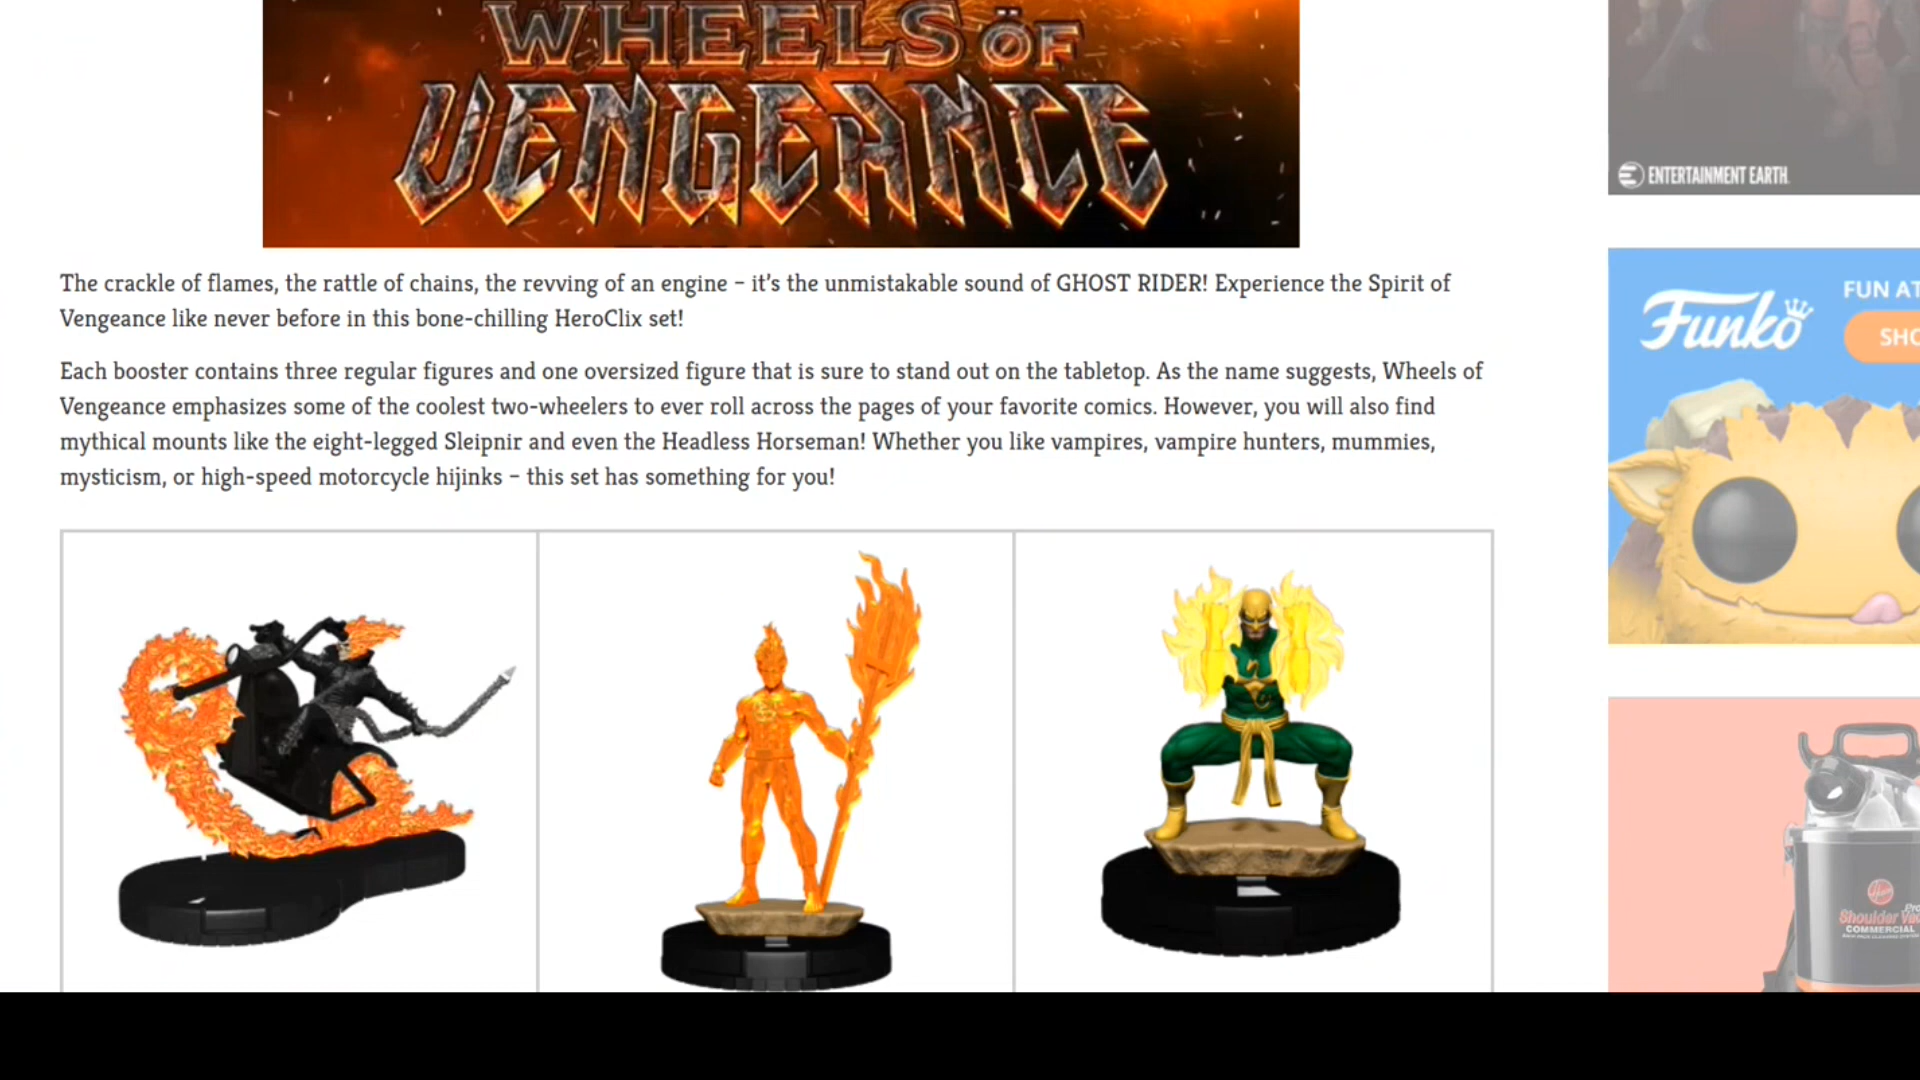 WHEELS ÖF
VENGEANCE
The crackle of flames, the rattle of chains, the revving of an engine – it’s the unmistakable sound of GHOST RIDER! Experience the Spirit of
Vengeance like never before in this bone-chilling HeroClix set!
Each booster contains three regular figures and one oversized figure that is sure to stand out on the tabletop. As the name suggests, Wheels of
Vengeance emphasizes some of the coolest two-wheelers to ever roll across the pages of your favorite comics. However, you will also find
mythical mounts like the eight-legged Sleipnir and even the Headless Horseman! Whether you like vampires, vampire hunters, mummies,
mysticism, or high-speed motorcycle hijinks – this set has something for you!
ENTERTAINMENT EARTH
Funko
FUN AT
SHO
Shoulder Vac
Pro
COMMERCIAL